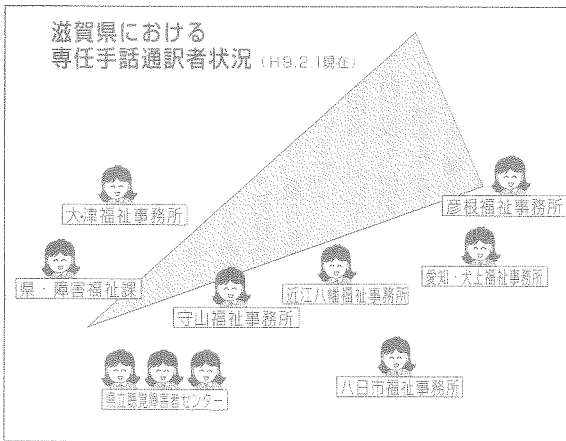 滋賀県における
専任手話通訳者状況 (H9.2.1現在)
大津福祉事務所
彦根福祉事務所
県・障害福祉課
愛知・犬上福祉事務所
近江八幡福祉事務所
守山福祉事務所
八日市福祉事務所
県立聴覚障害者センター